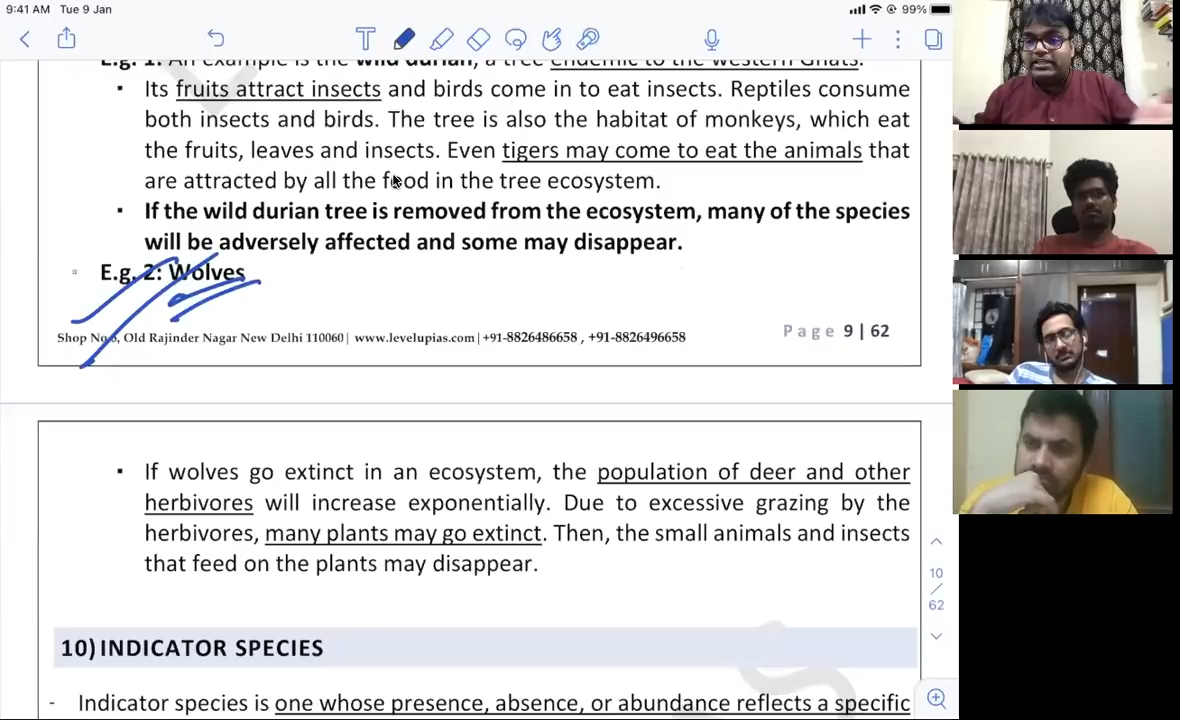 9:41 AM Tue 9 Jan
99%
E.g. 1: An example is the wild durian, a tree endemic to the western Ghats.
▪ Its fruits attract insects and birds come in to eat insects. Reptiles consume
both insects and birds. The tree is also the habitat of monkeys, which eat
the fruits, leaves and insects. Even tigers may come to eat the animals that
are attracted by all the food in the tree ecosystem.
▪ If the wild durian tree is removed from the ecosystem, many of the species
will be adversely affected and some may disappear.
▫ E.g. 2: Wolves
Shop No 6, Old Rajinder Nagar New Delhi 110060| www.levelupias.com | +91-8826486658 , +91-8826496658
Page 9 | 62
▪ If wolves go extinct in an ecosystem, the population of deer and other
herbivores will increase exponentially. Due to excessive grazing by the
herbivores, many plants may go extinct. Then, the small animals and insects
that feed on the plants may disappear.
10
/
62
10) INDICATOR SPECIES
- Indicator species is one whose presence, absence, or abundance reflects a specific